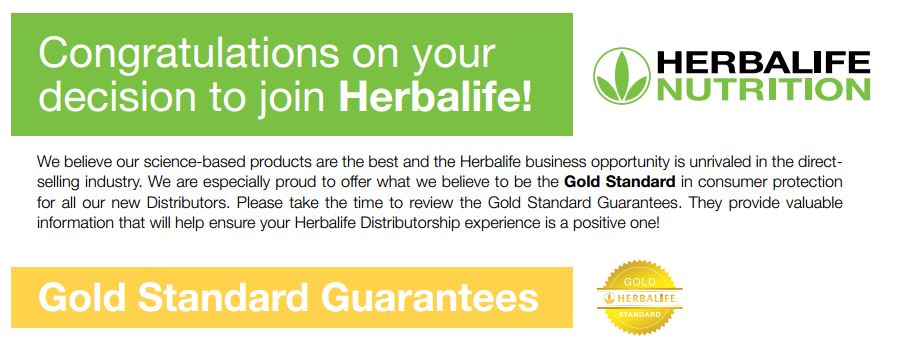 Congratulations on your
decision to join Herbalife!
HERBALIFE
NUTRITION
We believe our science-based products are the best and the Herbalife business opportunity is unrivaled in the direct-
selling industry. We are especially proud to offer what we believe to be the Gold Standard in consumer protection
for all our new Distributors. Please take the time to review the Gold Standard Guarantees. They provide valuable
information that will help ensure your Herbalife Distributorship experience is a positive one!
Gold Standard Guarantees
GOLD
HERBALIFE
STANDARD